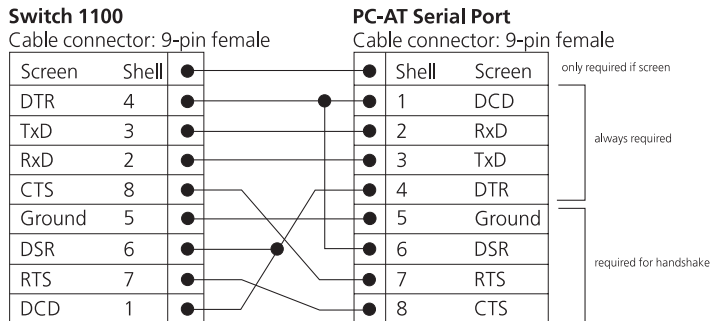 Switch 1100 PC-AT Serial Port
Cable connector: 9-pin female Cable connector: 9-pin female
Screen Shell Shell Screen only required if screen
DTR 4 1 DCD
TxD 3 2 RxD always required
RxD 2 3 TxD
CTS 8 4 DTR
Ground 5 5 Ground
DSR 6 6 DSR required for handshake
RTS 7 7 RTS
DCD 1 8 CTS